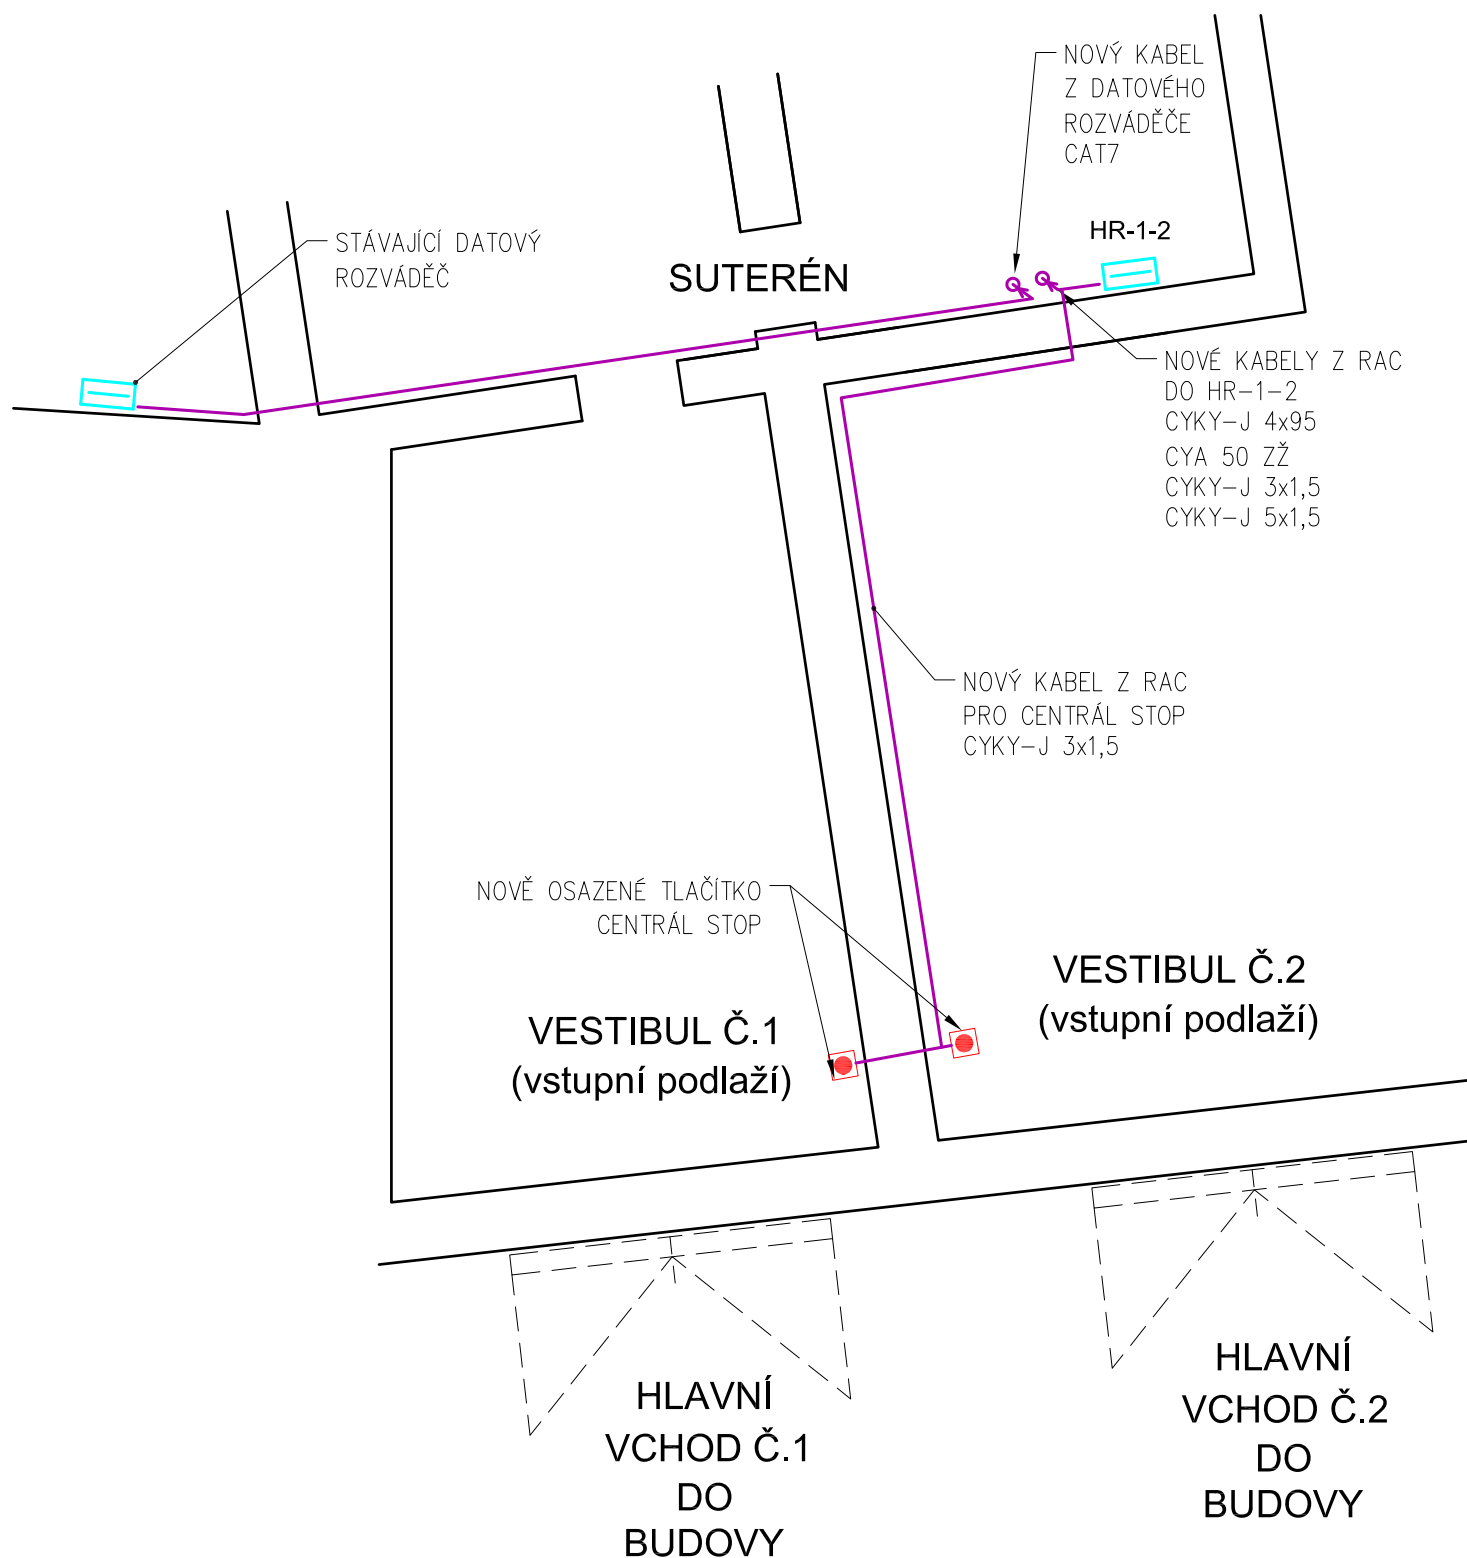 NOVÝ KABEL
Z DATOVÉHO
ROZVÁDĚČE
CAT7
HR-1-2
STÁVAJÍCÍ DATOVÝ
ROZVÁDĚČ
SUTERÉN
NOVÉ KABELY Z RAC
DO HR-1-2
CYKY-J 4x95
CYA 50 ZŽ
CYKY-J 3x1,5
CYKY-J 5x1,5
NOVÝ KABEL Z RAC
PRO CENTRÁL STOP
CYKY-J 3x1,5
NOVĚ OSAZENÉ TLAČÍTKO
CENTRÁL STOP
VESTIBUL Č.2
(vstupní podlaží)
VESTIBUL Č.1
(vstupní podlaží)
HLAVNÍ
VCHOD Č.2
DO
BUDOVY
HLAVNÍ
VCHOD Č.1
DO
BUDOVY